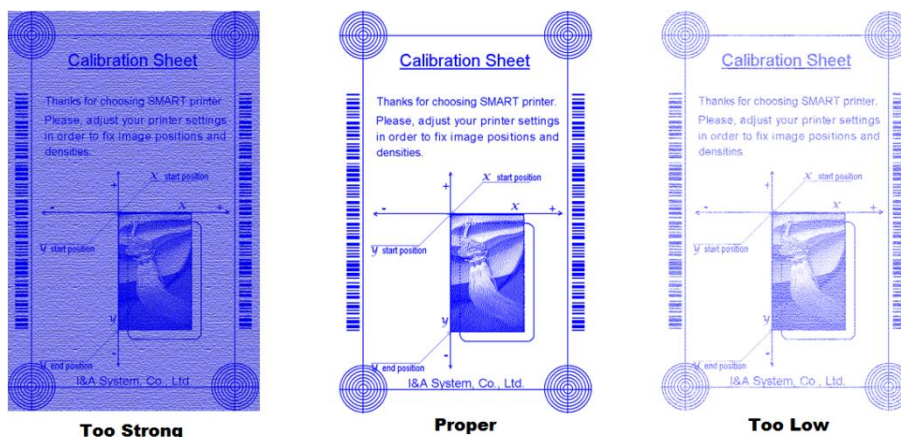 Calibration Sheet
Thanks for choosing SMART printer
Please, adjust your printer settings
in order to fix image positions and
densities.
+
x start position
-
x
+
y start position
y
-
y end position
I&A System, Co., Ltd.
Too Strong
Calibration Sheet
Thanks for choosing SMART printer.
Please, adjust your printer settings
in order to fix image positions and
densities.
+
x start position
-
x
+
y start position
y
-
y end position
I&A System, Co., Ltd.
Proper
Calibration Sheet
Thanks for choosing SMART printer.
Please, adjust your printer settings
in order to fix image positions and
densities
+
x start position
-
x
+
y start position
y
-
y end position
I&A System, Co., Ltd.
Too Low